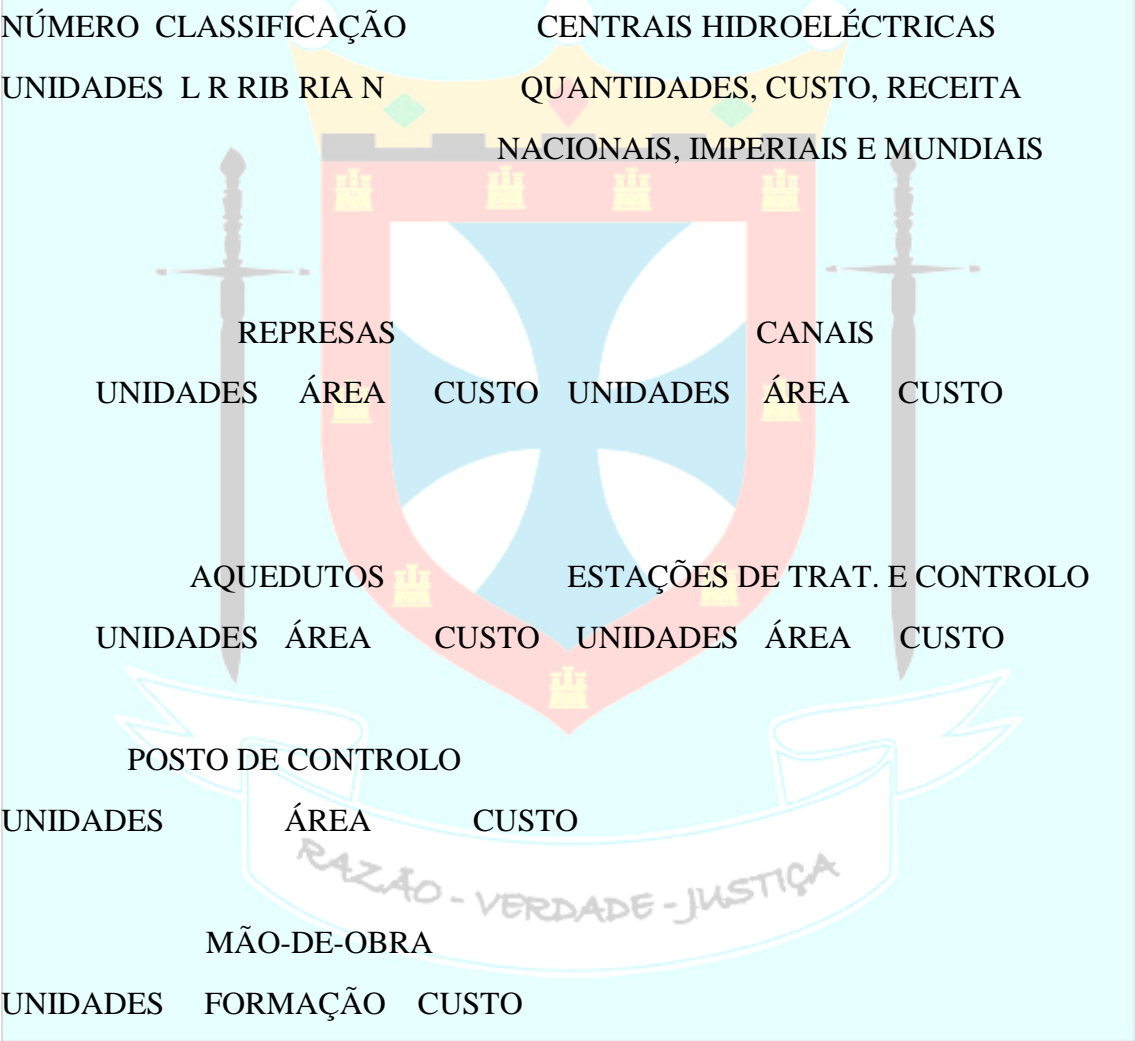 NÚMERO CLASSIFICAÇÃO CENTRAIS HIDROELÉCTRICAS
UNIDADES L R RIB RIA N QUANTIDADES, CUSTO, RECEITA
NACIONAIS, IMPERIAIS E MUNDIAIS
REPRESAS CANAIS
UNIDADES ÁREA CUSTO UNIDADES ÁREA CUSTO
AQUEDUTOS ESTAÇÕES DE TRAT. E CONTROLO
UNIDADES ÁREA CUSTO UNIDADES ÁREA CUSTO
POSTO DE CONTROLO
UNIDADES ÁREA CUSTO
RAZÃO - VERDADE - JUSTIÇA
MÃO-DE-OBRA
UNIDADES FORMAÇÃO CUSTO